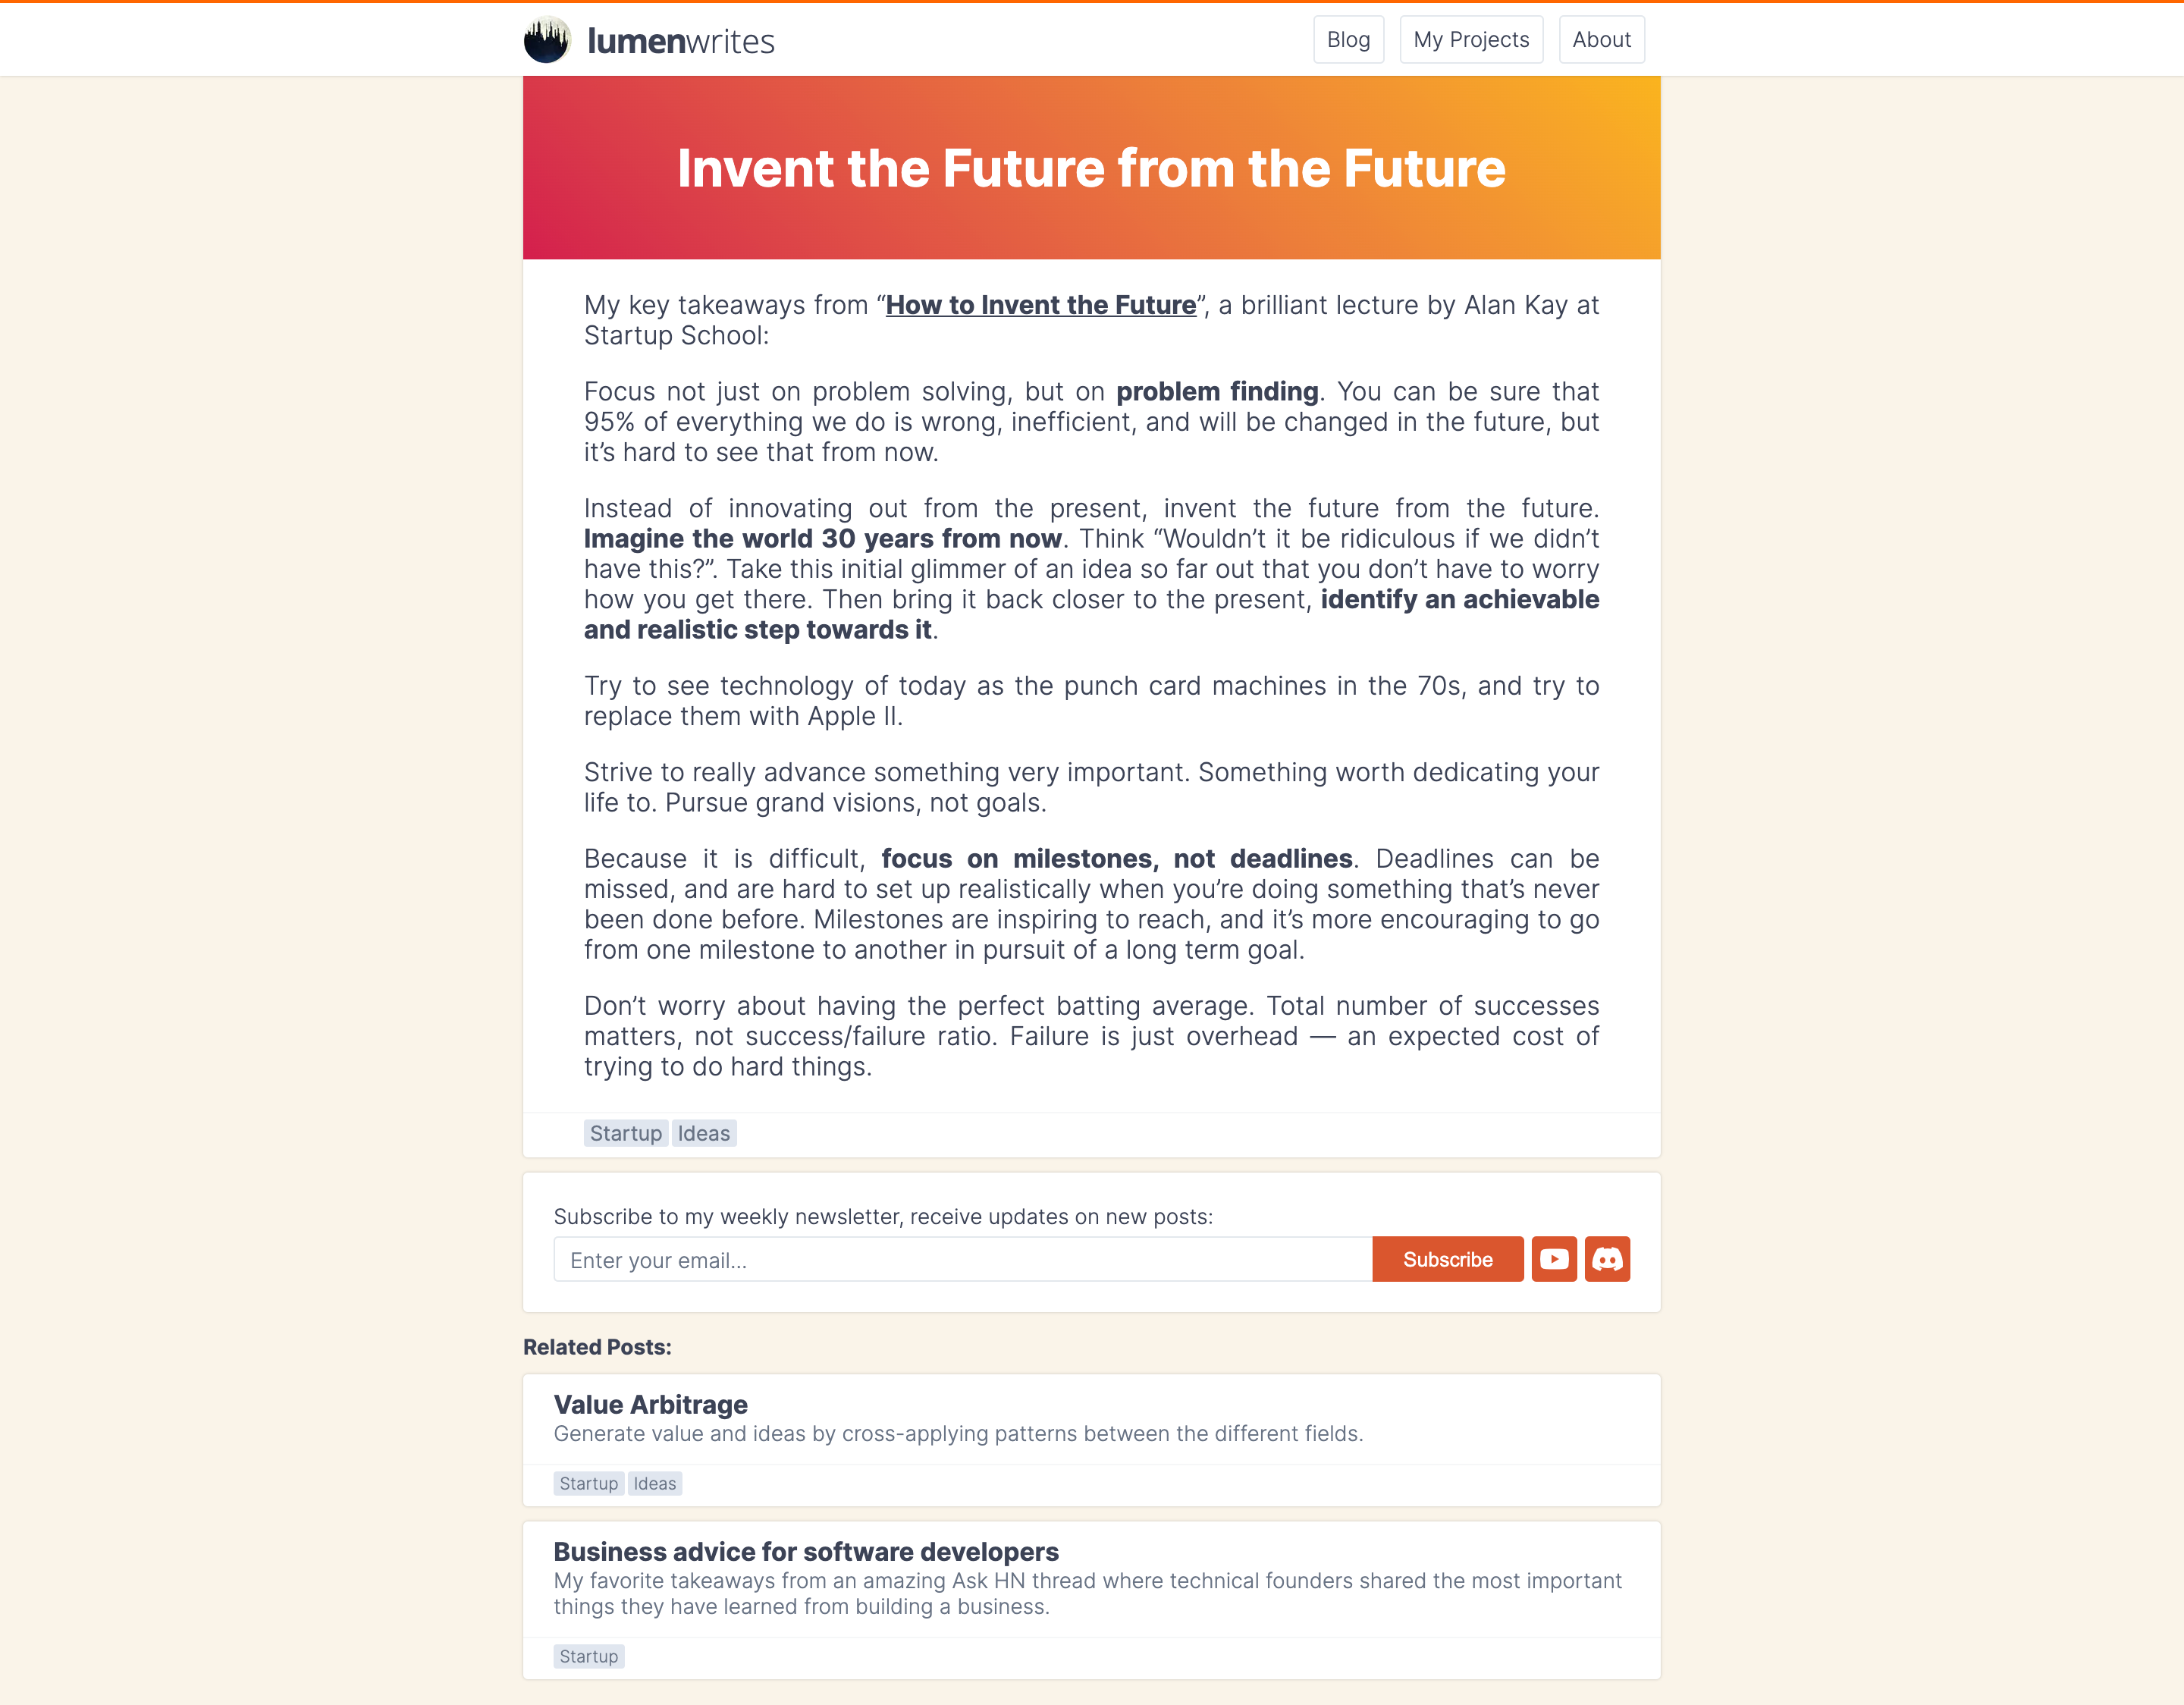 lumenwrites
Blog
My Projects
About
Invent the Future from the Future
My key takeaways from “How to Invent the Future”, a brilliant lecture by Alan Kay at
Startup School:
Focus not just on problem solving, but on problem finding. You can be sure that
95% of everything we do is wrong, inefficient, and will be changed in the future, but
it’s hard to see that from now.
Instead of innovating out from the present, invent the future from the future.
Imagine the world 30 years from now. Think “Wouldn’t it be ridiculous if we didn’t
have this?”. Take this initial glimmer of an idea so far out that you don’t have to worry
how you get there. Then bring it back closer to the present, identify an achievable
and realistic step towards it.
Try to see technology of today as the punch card machines in the 70s, and try to
replace them with Apple II.
Strive to really advance something very important. Something worth dedicating your
life to. Pursue grand visions, not goals.
Because it is difficult, focus on milestones, not deadlines. Deadlines can be
missed, and are hard to set up realistically when you’re doing something that’s never
been done before. Milestones are inspiring to reach, and it’s more encouraging to go
from one milestone to another in pursuit of a long term goal.
Don’t worry about having the perfect batting average. Total number of successes
matters, not success/failure ratio. Failure is just overhead — an expected cost of
trying to do hard things.
Startup Ideas
Subscribe to my weekly newsletter, receive updates on new posts:
Enter your email...
Subscribe
Related Posts:
Value Arbitrage
Generate value and ideas by cross-applying patterns between the different fields.
Startup Ideas
Business advice for software developers
My favorite takeaways from an amazing Ask HN thread where technical founders shared the most important
things they have learned from building a business.
Startup